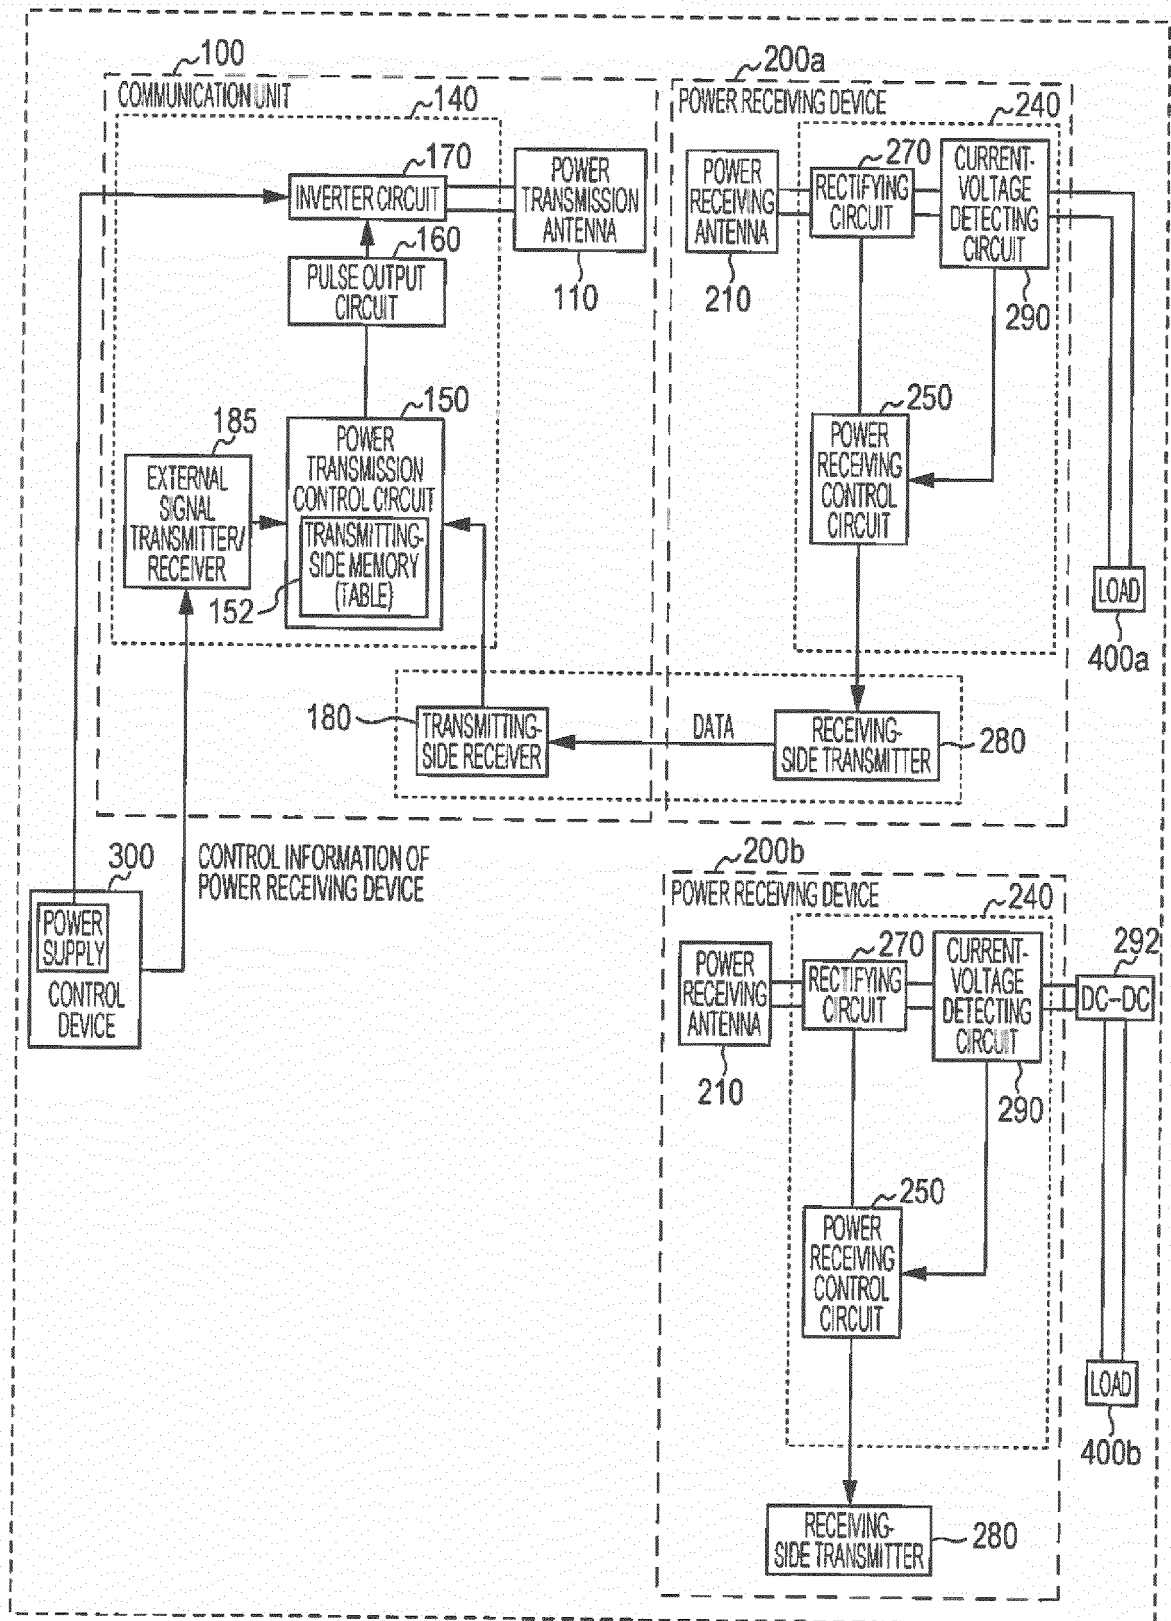 100
COMMUNICATION UNIT
140
170
INVERTER CIRCUIT
160
PULSE OUTPUT
CIRCUIT
POWER
TRANSMISSION
ANTENNA
110
150
185
EXTERNAL
SIGNAL
TRANSMITTER/
RECEIVER
POWER
TRANSMISSION
CONTROL CIRCUIT
TRANSMITTING-
SIDE MEMORY
(TABLE)
152
180
TRANSMITTING-
SIDE RECEIVER
DATA
200a
POWER RECEIVING DEVICE
240
270
POWER
RECEIVING
ANTENNA
210
RECTIFYING
CIRCUIT
CURRENT-
VOLTAGE
DETECTING
CIRCUIT
290
250
POWER
RECEIVING
CONTROL
CIRCUIT
LOAD
400a
RECEIVING-
SIDE TRANSMITTER
280
300
POWER
SUPPLY
CONTROL
DEVICE
CONTROL INFORMATION OF
POWER RECEIVING DEVICE
200b
POWER RECEIVING DEVICE
240
270
POWER
RECEIVING
ANTENNA
210
RECTIFYING
CIRCUIT
CURRENT-
VOLTAGE
DETECTING
CIRCUIT
290
292
DC-DC
250
POWER
RECEIVING
CONTROL
CIRCUIT
LOAD
400b
RECEIVING-
SIDE TRANSMITTER
280